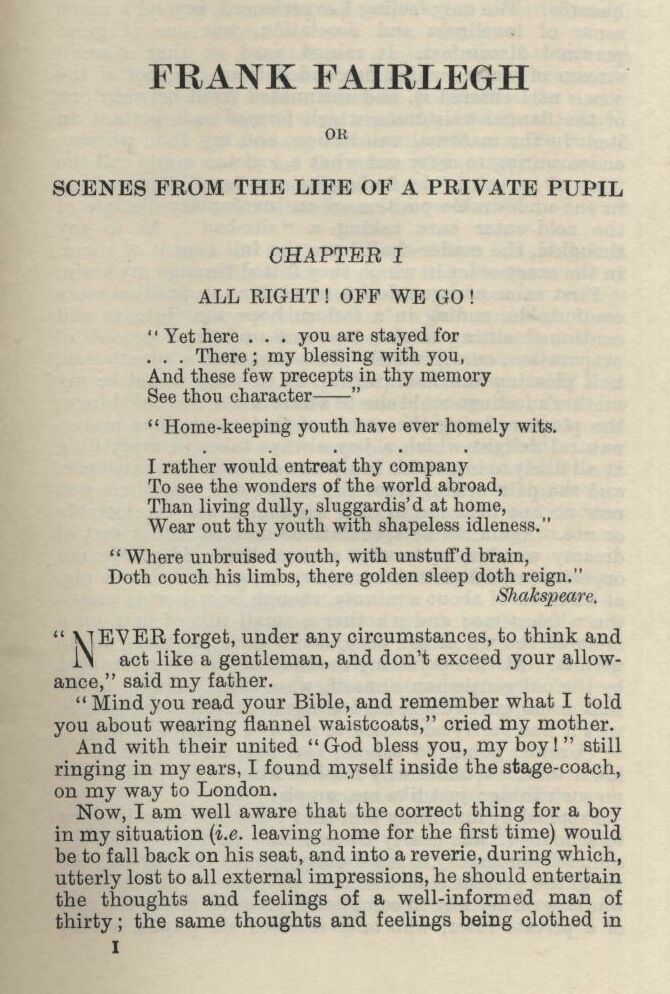 FRANK FAIRLEGH
OR
SCENES FROM THE LIFE OF A PRIVATE PUPIL
CHAPTER I
ALL RIGHT! OFF WE GO!
"Yet here . . . you are stayed for
. . . There; my blessing with you,
And these few precepts in thy memory
See thou character——"
"Home-keeping youth have ever homely wits.
. . . . .
I rather would entreat thy company
To see the wonders of the world abroad,
Than living dully, sluggardis'd at home,
Wear out thy youth with shapeless idleness."
"Where unbruised youth, with unstuff'd brain,
Doth couch his limbs, there golden sleep doth reign."
Shakspeare.
"NEVER forget, under any circumstances, to think and
act like a gentleman, and don't exceed your allow-
ance," said my father.
"Mind you read your Bible, and remember what I told
you about wearing flannel waistcoats," cried my mother.
And with their united "God bless you, my boy!" still
ringing in my ears, I found myself inside the stage-coach,
on my way to London.
Now, I am well aware that the correct thing for a boy
in my situation (i.e. leaving home for the first time) would
be to fall back on his seat, and into a reverie, during which,
utterly lost to all external impressions, he should entertain
the thoughts and feelings of a well-informed man of
thirty; the same thoughts and feelings being clothed in
I